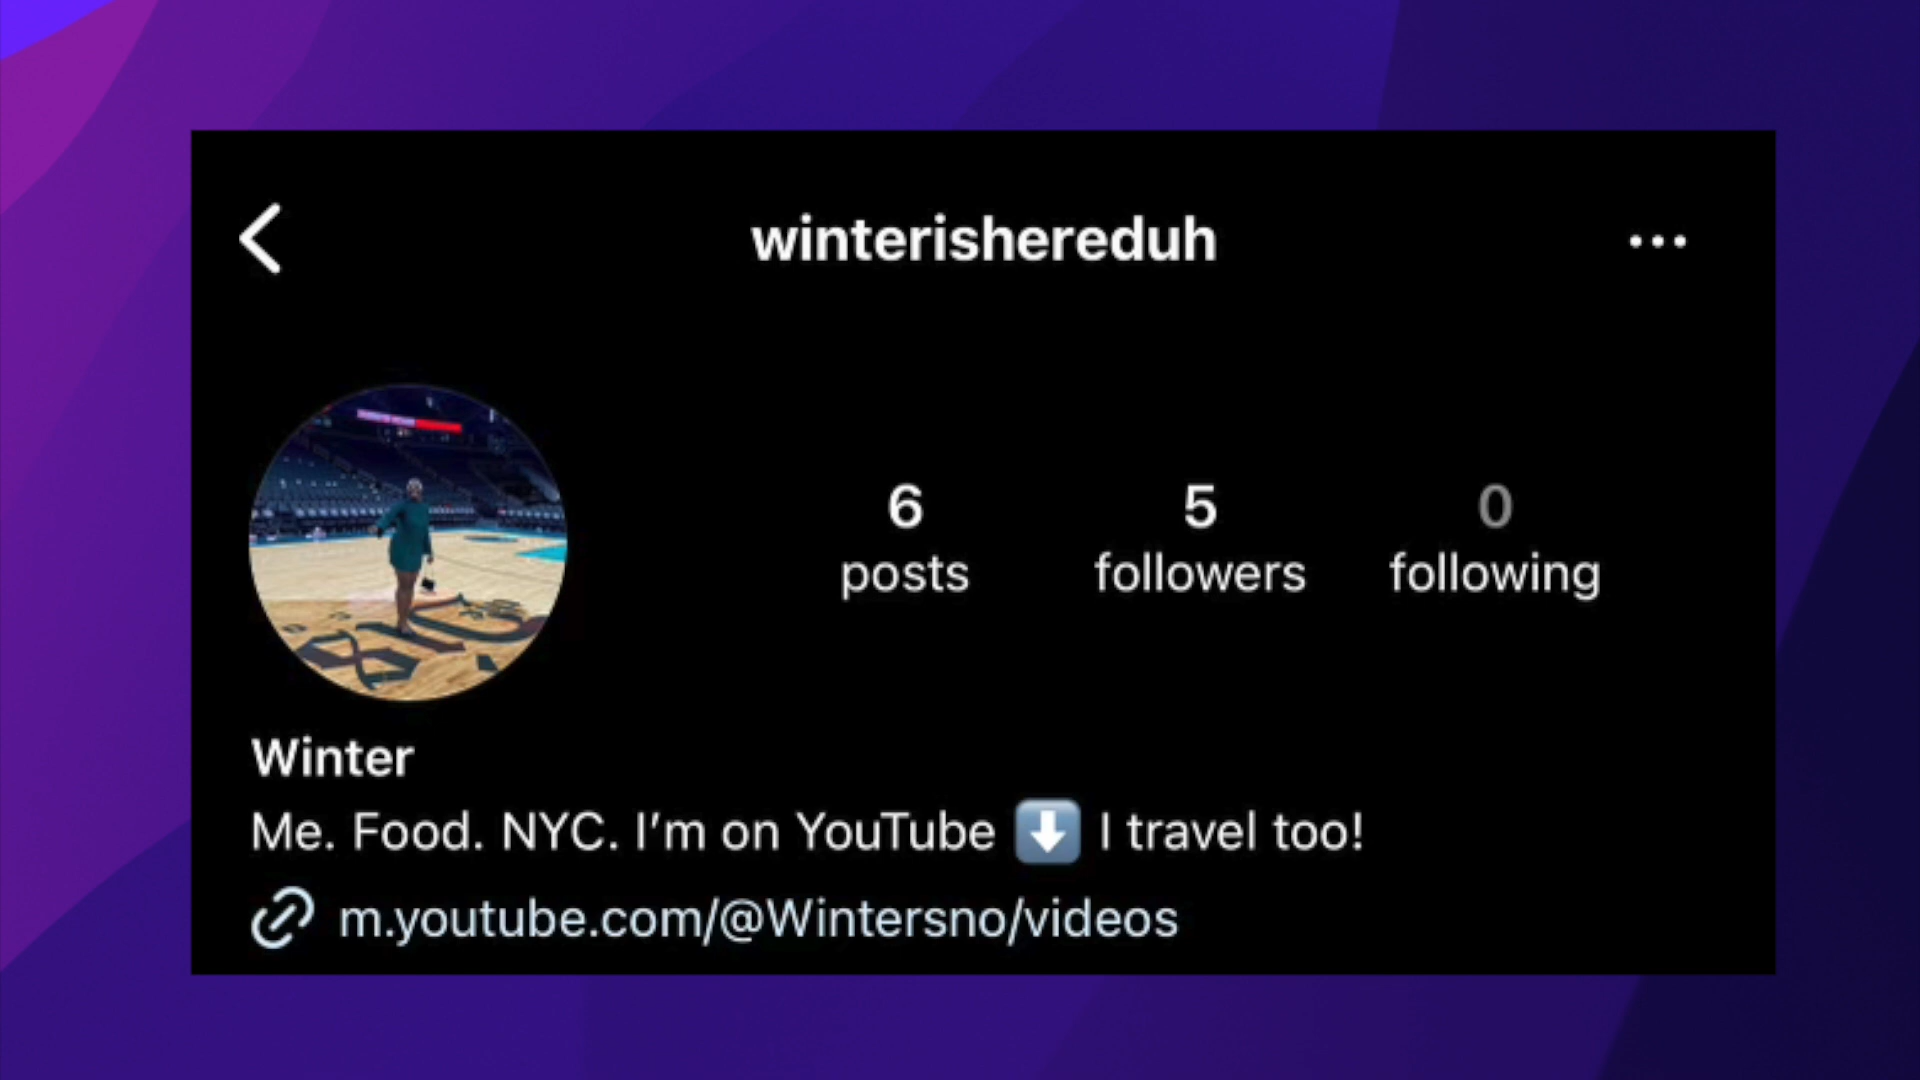 winterishereduh
6 posts
5 followers
0 following
Winter
Me. Food. NYC. I'm on YouTube ⬇️ I travel too!
m.youtube.com/@Wintersno/videos